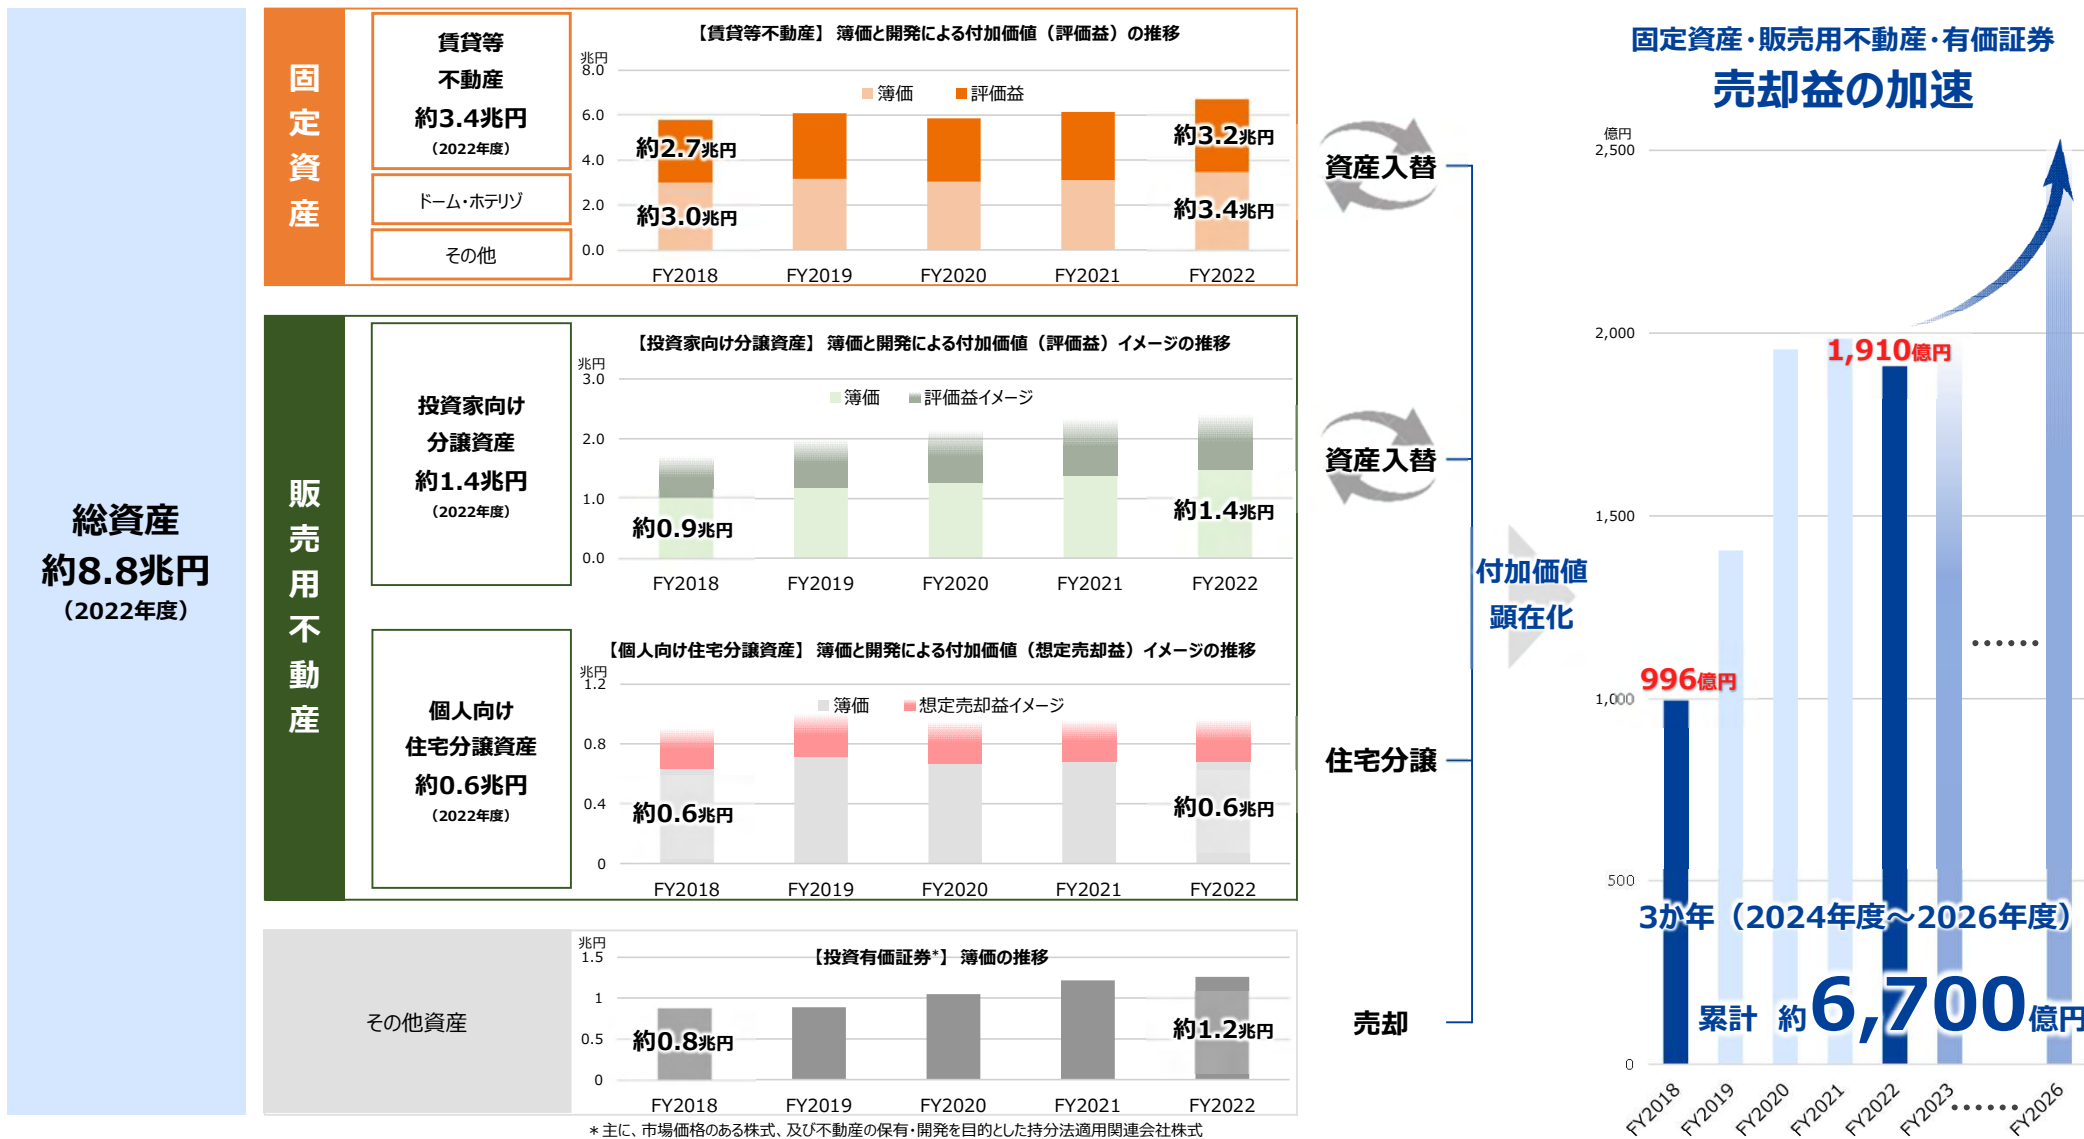 総資産
約8.8兆円
（2022年度）
固定資産
賃貸等
不動産
約3.4兆円
（2022年度）
ドーム・ホテリゾ
その他
【賃貸等不動産】 簿価と開発による付加価値（評価益）の推移
兆円
簿価 評価益
8.0
6.0
4.0
2.0
0.0
約2.7兆円
約3.0兆円
約3.2兆円
約3.4兆円
FY2018 FY2019 FY2020 FY2021 FY2022
販売用不動産
投資家向け
分譲資産
約1.4兆円
（2022年度）
【投資家向け分譲資産】 簿価と開発による付加価値（評価益）イメージの推移
兆円
簿価 評価益イメージ
3.0
2.0
1.0
0.0
約0.9兆円
約1.4兆円
FY2018 FY2019 FY2020 FY2021 FY2022
個人向け
住宅分譲資産
約0.6兆円
（2022年度）
【個人向け住宅分譲資産】 簿価と開発による付加価値（想定売却益）イメージの推移
兆円
簿価 想定売却益イメージ
1.2
0.8
0.4
0
約0.6兆円
約0.6兆円
FY2018 FY2019 FY2020 FY2021 FY2022
その他資産
【投資有価証券*】 簿価の推移
兆円
1.5
1
0.5
0
約0.8兆円
約1.2兆円
FY2018 FY2019 FY2020 FY2021 FY2022
＊主に、市場価格のある株式、及び不動産の保有・開発を目的とした持分法適用関連会社株式
資産入替
資産入替
住宅分譲
売却
付加価値
顕在化
固定資産・販売用不動産・有価証券
売却益の加速
億円
2,500
2,000
1,500
1,000
500
0
996億円
1,910億円
……
3か年（2024年度～2026年度）
累計 約6,700億円
FY2018 FY2019 FY2020 FY2021 FY2022 FY2023 …… FY2026